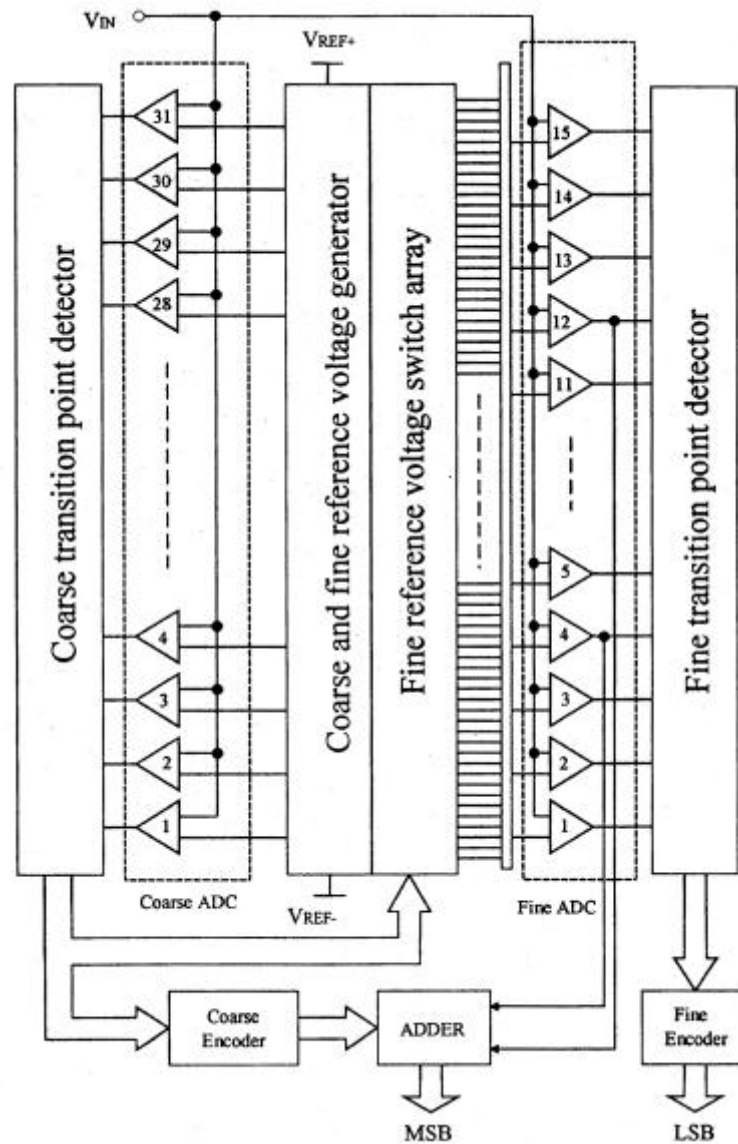 VIN
VREF+
31
30
29
28
4
3
2
1
Coarse transition point detector
Coarse ADC
Coarse and fine reference voltage generator
Fine reference voltage switch array
VREF-
15
14
13
12
11
5
4
3
2
1
Fine ADC
Fine transition point detector
Coarse
Encoder
ADDER
Fine
Encoder
MSB
LSB